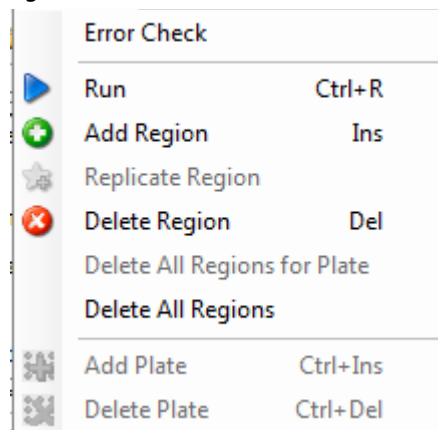 Error Check
Run Ctrl+R
Add Region Ins
Replicate Region
Delete Region Del
Delete All Regions for Plate
Delete All Regions
Add Plate Ctrl+Ins
Delete Plate Ctrl+Del